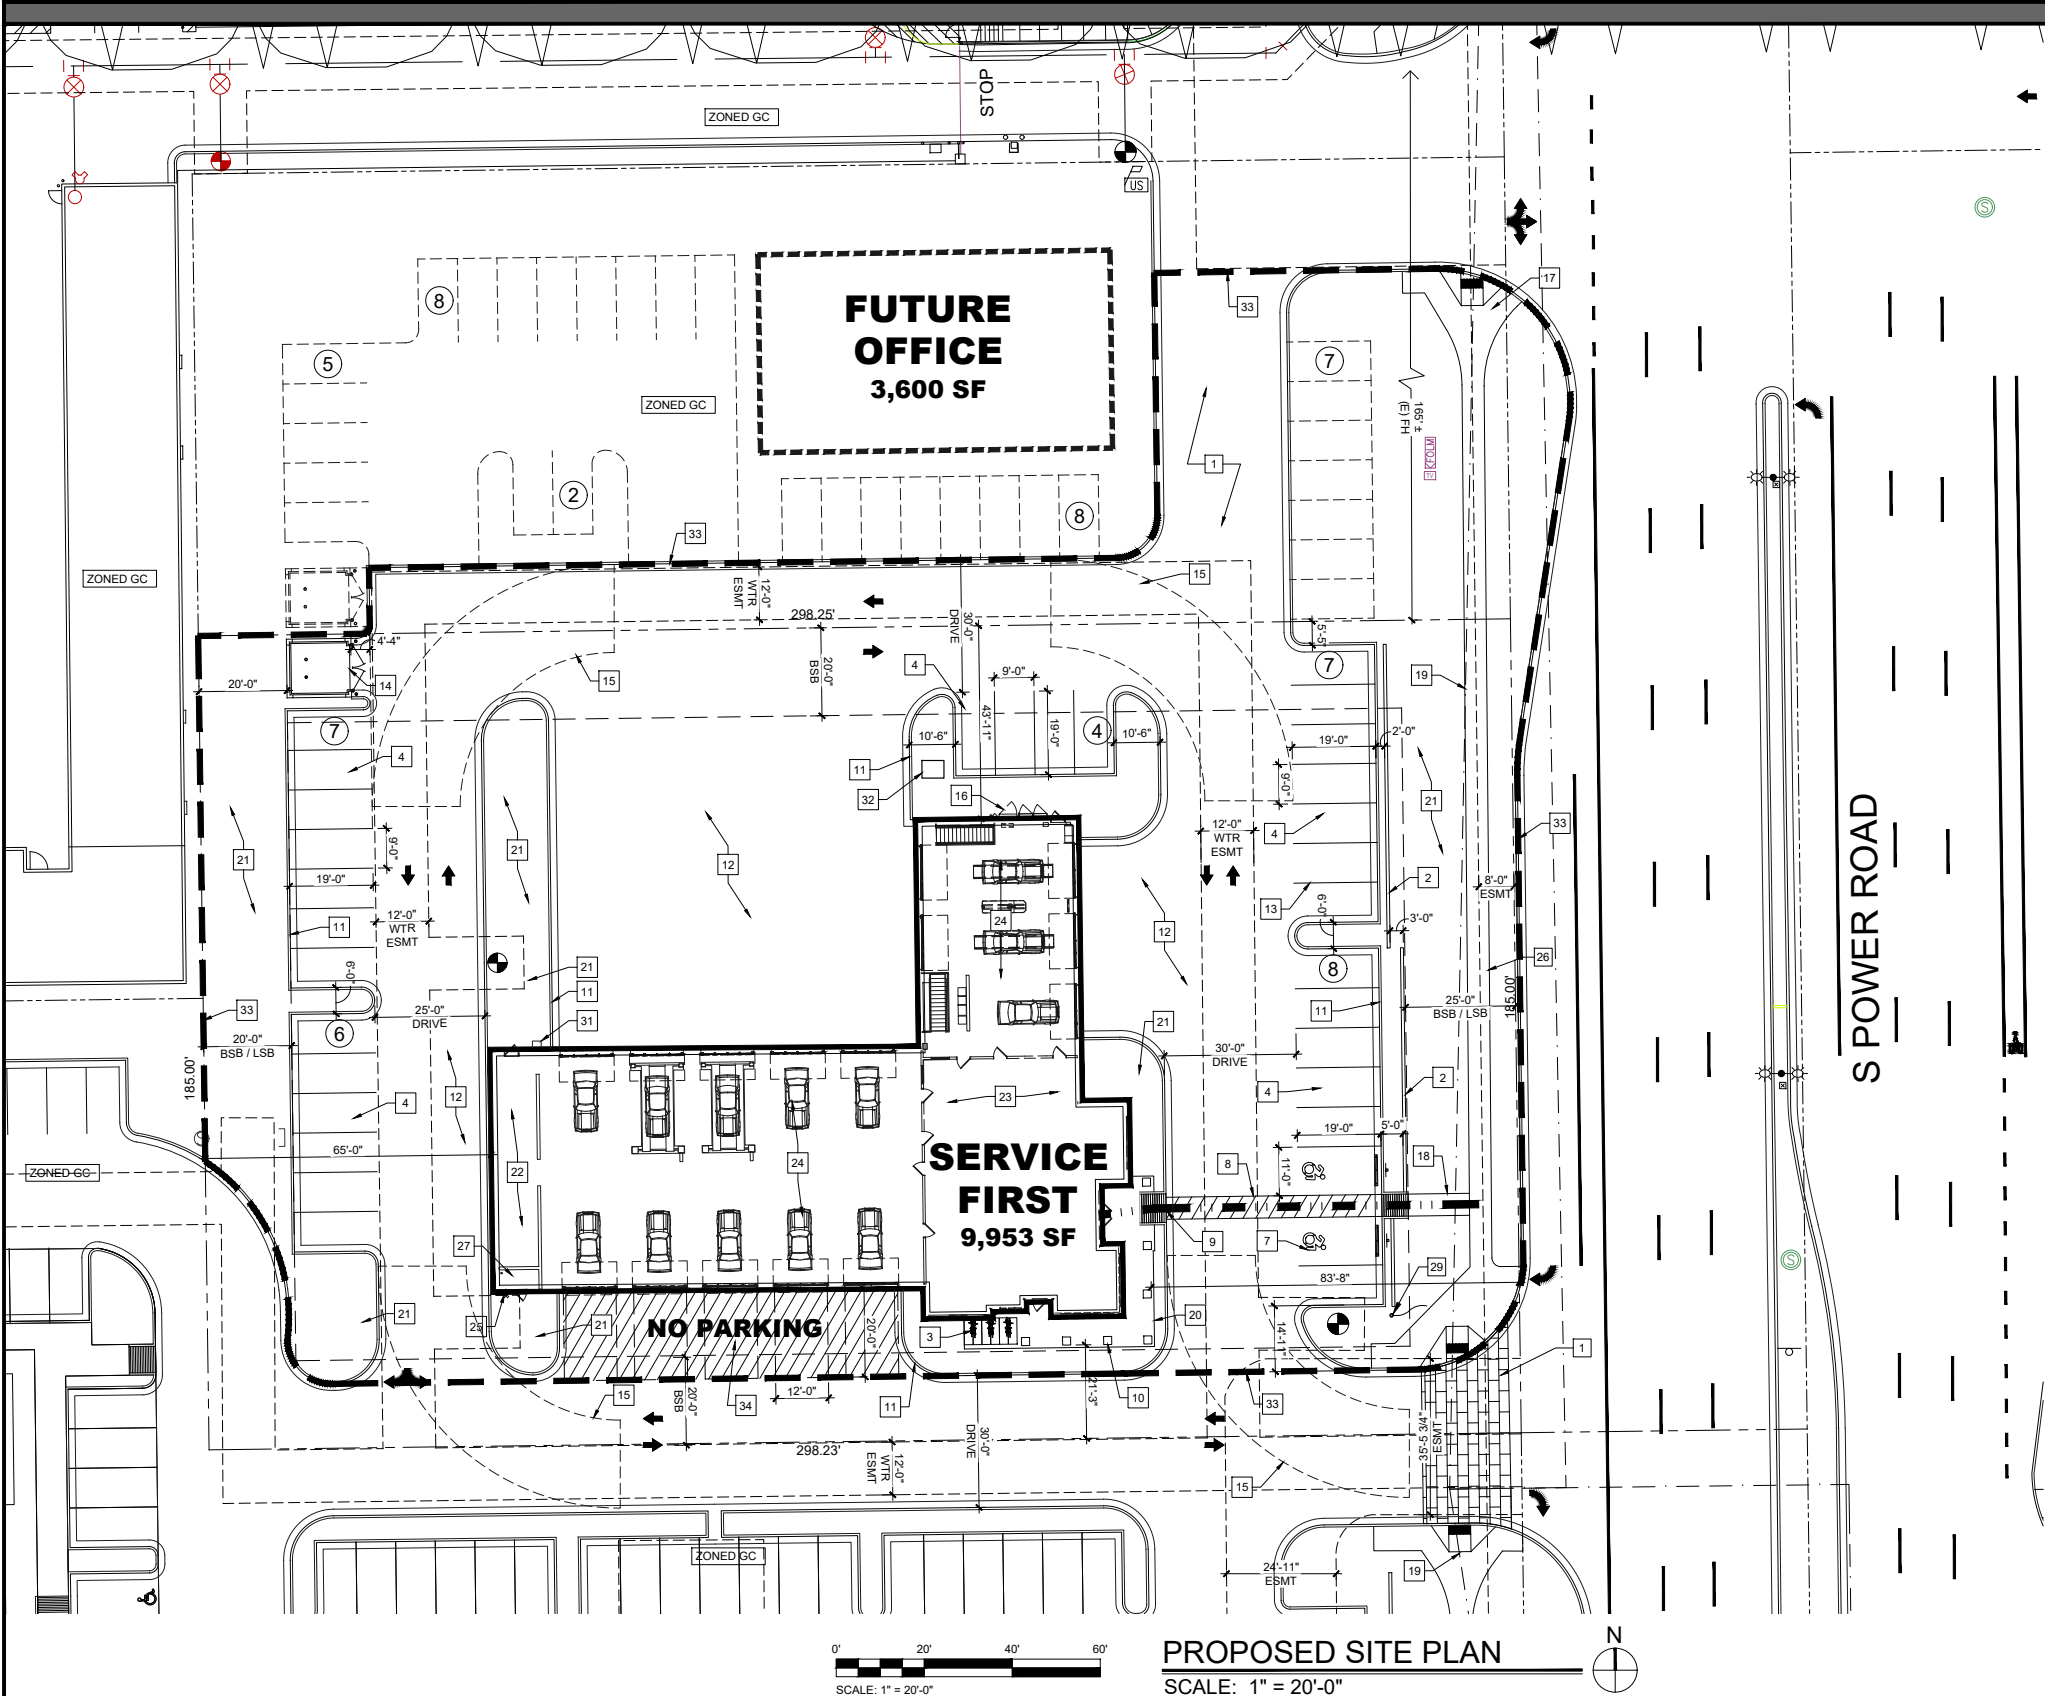 STOP
ZONED GC
US
FUTURE
OFFICE
3,600 SF
8
5
ZONED GC
2
8
33
17
7
1
165' ±
(E) FH
33
15
ZONED GC
12'-0"
WTR
ESMT
298.25'
30'-0"
DRIVE
4'-4"
20'-0"
14
15
20'-0"
BSB
4
9'-0"
5'-5"
7
19
7
4
43'-11"
19'-0"
4
10'-6"
10'-6"
19'-0"
2'-0"
11
32
16
9'-0"
21
33
12'-0"
WTR
ESMT
4
S POWER ROAD
21
9'-0"
21
12
19'-0"
24
13
2
8'-0"
ESMT
11
12'-0"
WTR
ESMT
12
6'-0"
3'-0"
21
11
31
6'-0"
8
26
33
25'-0"
DRIVE
6
20'-0"
BSB / LSB
185.00'
21
11
25'-0"
BSB / LSB
185.00'
30'-0"
DRIVE
4
12
23
4
2
22
24
65'-0"
SERVICE
FIRST
9,953 SF
19'-0"
5'-0"
8
11'-0"
18
ZONED GC
27
9
7
29
83'-8"
21
25
21
NO PARKING
20'-0"
3
20
14'-11"
1
15
20'-0"
BSB
34
12'-0"
11
21'-3"
10
33
298.23'
12'-0"
WTR
ESMT
30'-0"
DRIVE
35'-5 3/4"
ESMT
15
ZONED GC
24'-11"
ESMT
19
0'
20'
40'
60'
SCALE: 1" = 20'-0"
PROPOSED SITE PLAN
SCALE: 1" = 20'-0"
N